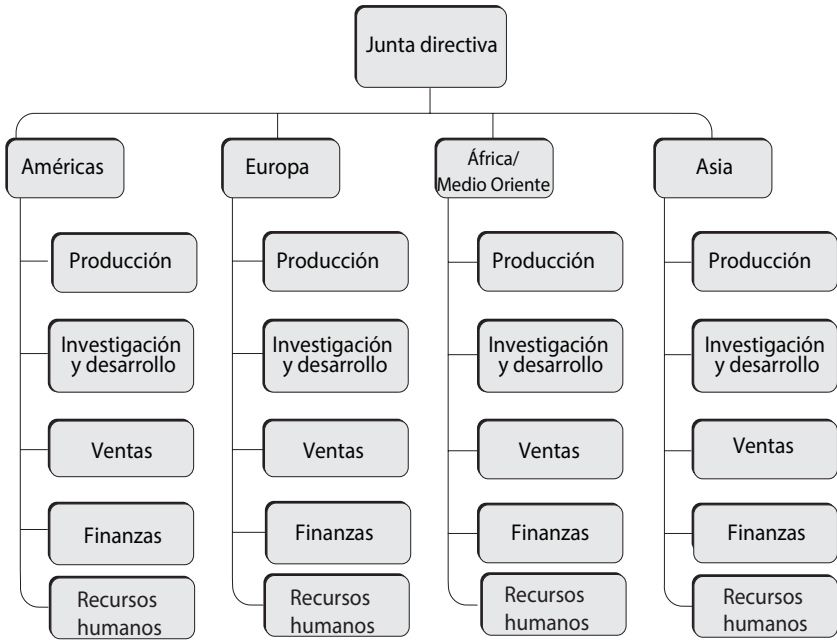 Junta directiva
Américas
Europa
África/
Medio Oriente
Asia
Producción
Producción
Producción
Producción
Investigación
y desarrollo
Investigación
y desarrollo
Investigación
y desarrollo
Investigación
y desarrollo
Ventas
Ventas
Ventas
Ventas
Finanzas
Finanzas
Finanzas
Finanzas
Recursos
humanos
Recursos
humanos
Recursos
humanos
Recursos
humanos